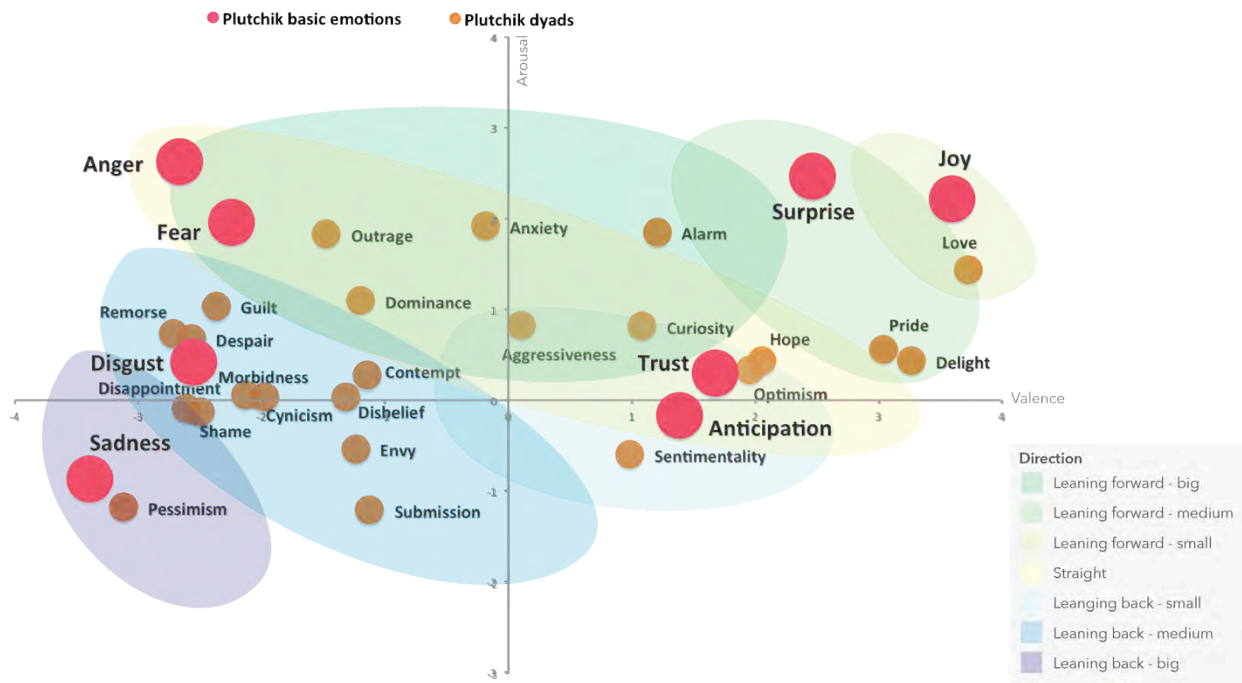 Plutchik basic emotions
Plutchik dyads
4
Arousal
3
Anger
Joy
Surprise
Fear
Outrage
Anxiety
Alarm
Love
Remorse
Guilt
Dominance
1
Despair
Aggressiveness
Curiosity
Hope
Pride
Disgust
Contempt
Trust
Delight
Disappointment
Morbidness
Optimism
Valence
-4
-3
-2
0
1
2
3
4
Shame
Cynicism
Disbelief
Anticipation
Sadness
Envy
Sentimentality
-1
Pessimism
Submission
-2
-3
Direction
Leaning forward - big
Leaning forward - medium
Leaning forward - small
Straight
Leanging back - small
Leaning back - medium
Leaning back - big